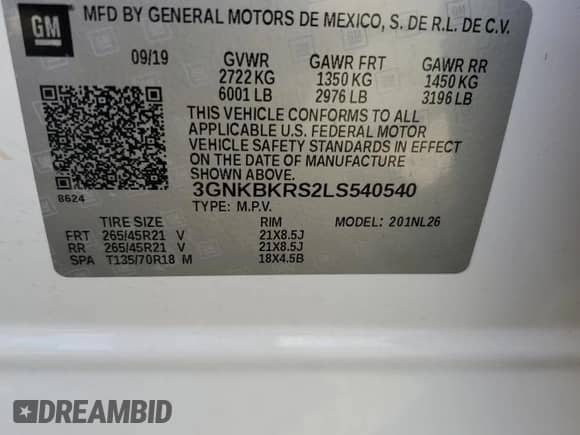 GM
MFD BY GENERAL MOTORS DE MEXICO, S. DE R.L. DE C.V.
09/19 GVWR GAWR FRT GAWR RR
2722 KG 1350 KG 1450 KG
6001 LB 2976 LB 3196 LB
THIS VEHICLE CONFORMS TO ALL
APPLICABLE U.S. FEDERAL MOTOR
VEHICLE SAFETY STANDARDS IN EFFECT
ON THE DATE OF MANUFACTURE
SHOWN ABOVE.
8624
3GNKBKRS2LS540540
TYPE: M.P.V. MODEL: 201NL26
TIRE SIZE RIM
FRT 265/45R21 V 21X8.5J
RR 265/45R21 V 21X8.5J
SPA T135/70R18 M 18X4.5B
DREAMBID